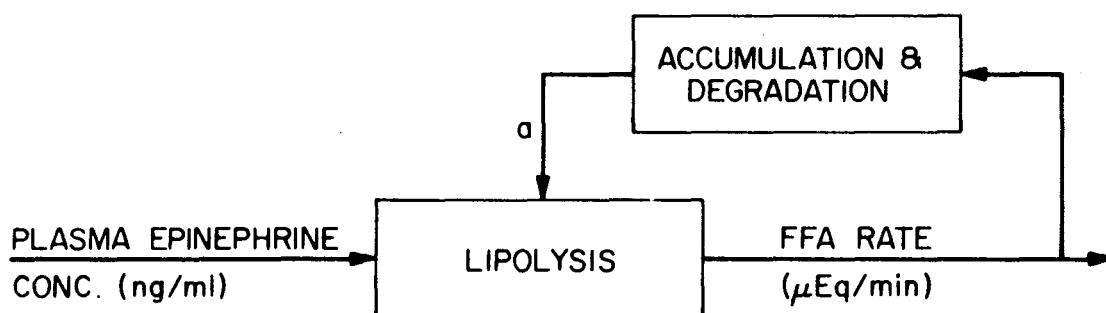 ACCUMULATION &
DEGRADATION
a
PLASMA EPINEPHRINE
CONC. (ng/ml)
LIPOLYSIS
FFA RATE
(μEq/min)